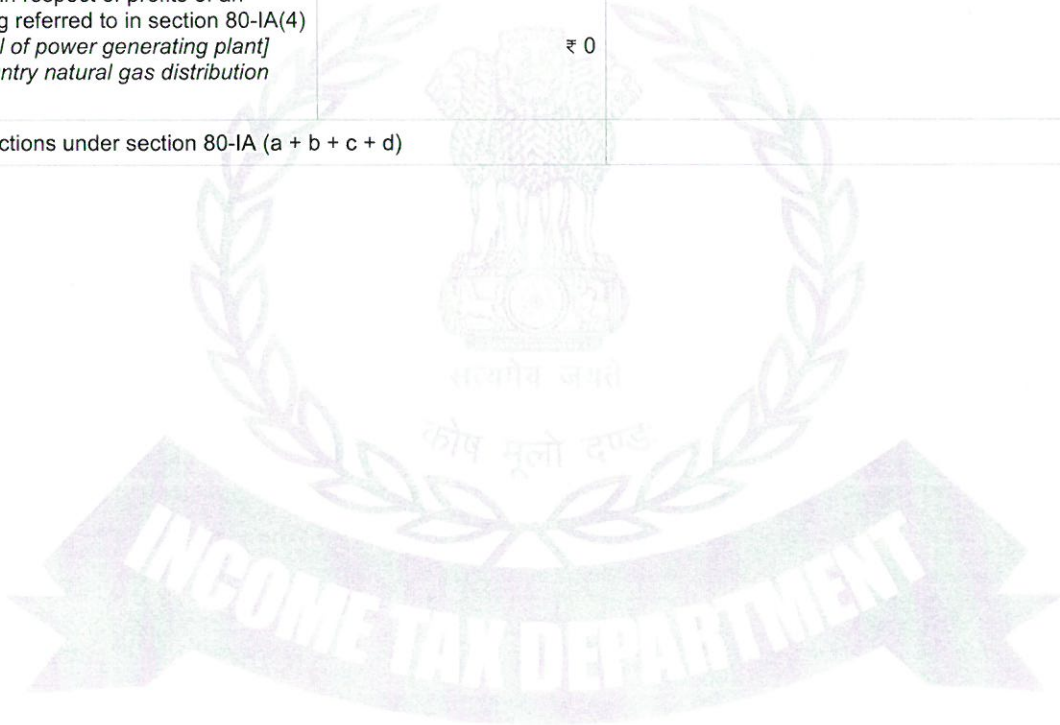 in respect of profits of an
g referred to in section 80-IA(4)
l of power generating plant]
ntry natural gas distribution
₹ 0
ctions under section 80-IA (a + b + c + d)
सत्यमेव जयते
कोष मूलो दण्ड
INCOME TAX DEPARTMENT